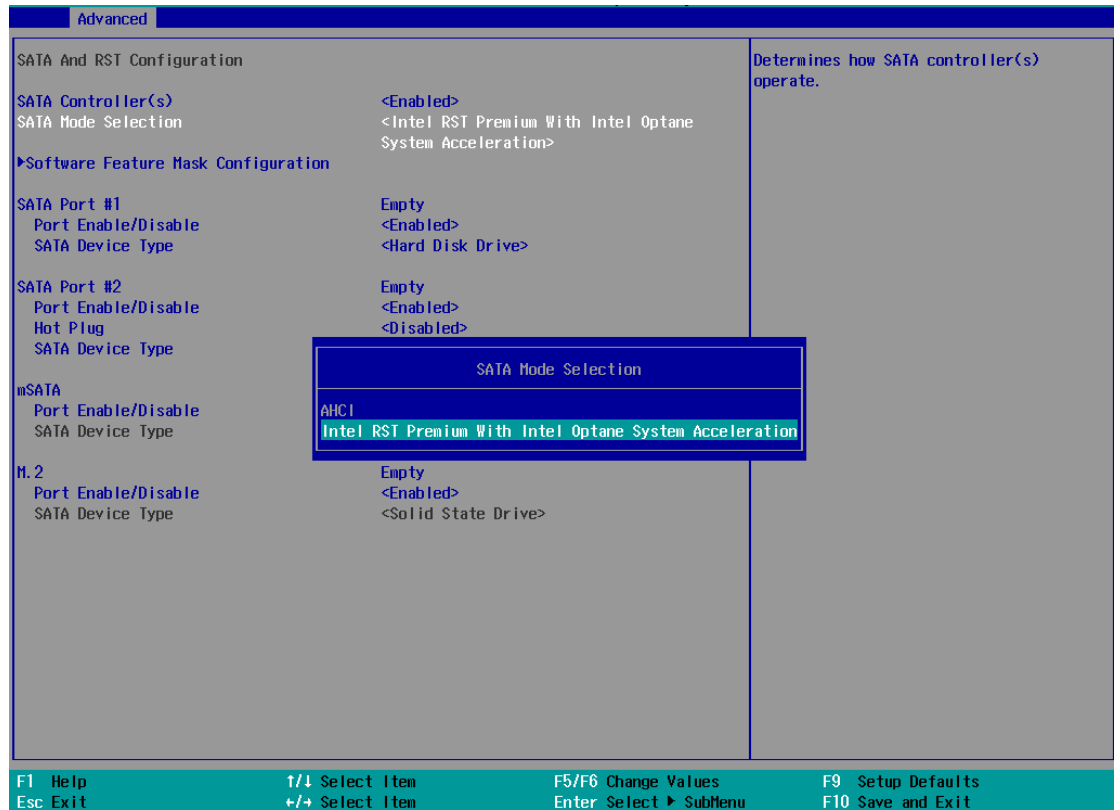 Advanced
SATA And RST Configuration
Determines how SATA controller(s)
operate.
SATA Controller(s) <Enabled>
SATA Mode Selection <Intel RST Premium With Intel Optane
System Acceleration>
▶Software Feature Mask Configuration
SATA Port #1 Empty
Port Enable/Disable <Enabled>
SATA Device Type <Hard Disk Drive>
SATA Port #2 Empty
Port Enable/Disable <Enabled>
Hot Plug <Disabled>
SATA Device Type
SATA Mode Selection
AHCI
Intel RST Premium With Intel Optane System Acceleration
mSATA
Port Enable/Disable
SATA Device Type
M.2 Empty
Port Enable/Disable <Enabled>
SATA Device Type <Solid State Drive>
F1 Help ↑/↓ Select Item F5/F6 Change Values F9 Setup Defaults
Esc Exit ←/→ Select Item Enter Select ▶ SubMenu F10 Save and Exit